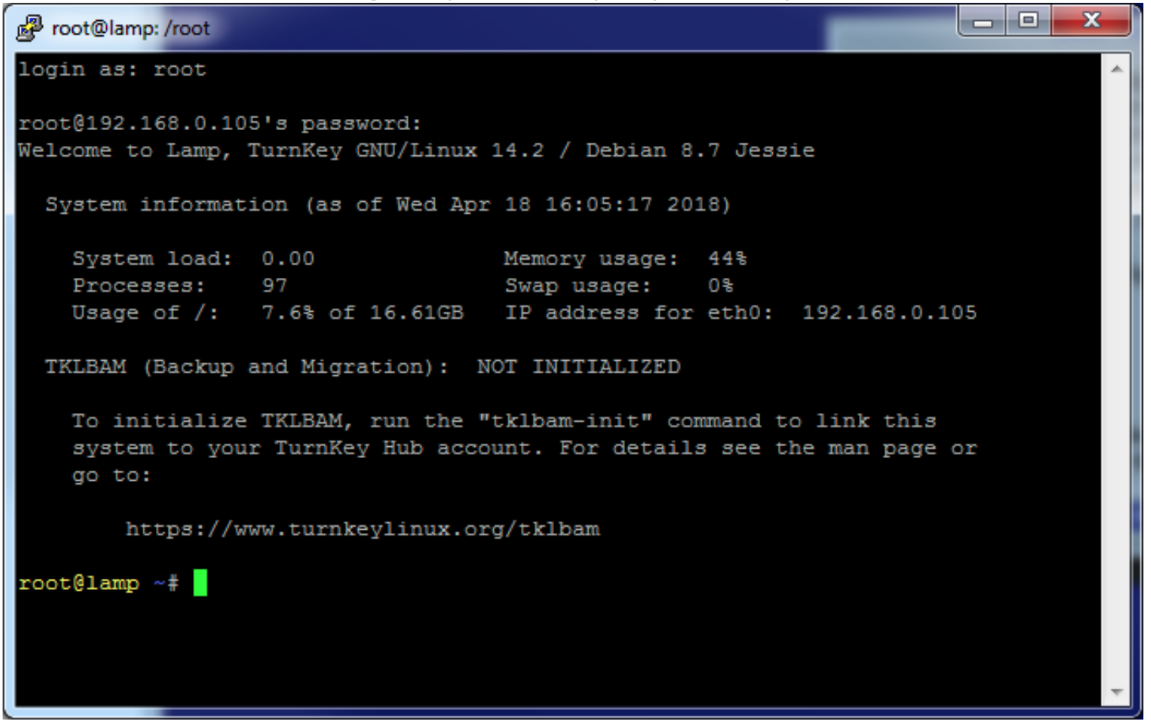 root@lamp: /root
login as: root
root@192.168.0.105's password:
Welcome to Lamp, TurnKey GNU/Linux 14.2 / Debian 8.7 Jessie
System information (as of Wed Apr 18 16:05:17 2018)
System load: 0.00 Memory usage: 44%
Processes: 97 Swap usage: 0%
Usage of /: 7.6% of 16.61GB IP address for eth0: 192.168.0.105
TKLBAM (Backup and Migration): NOT INITIALIZED
To initialize TKLBAM, run the "tklbam-init" command to link this
system to your TurnKey Hub account. For details see the man page or
go to:
https://www.turnkeylinux.org/tklbam
root@lamp ~#